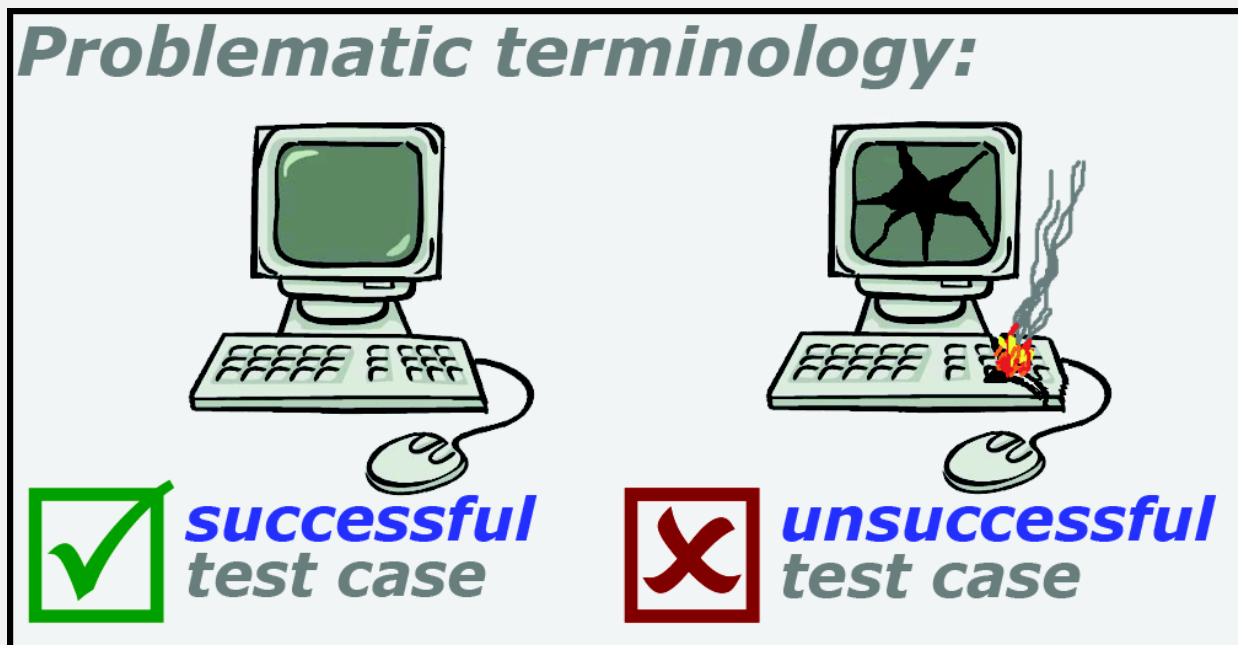 Problematic terminology:
successful
test case
unsuccessful
test case